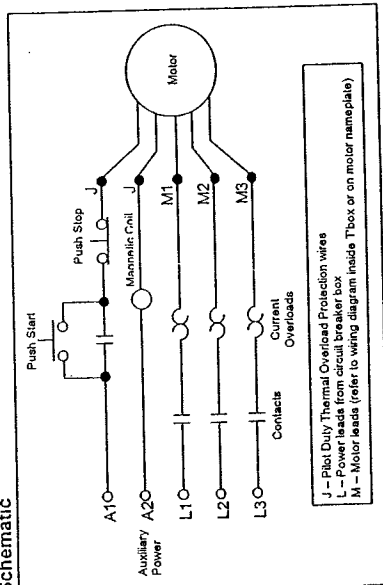 Schematic
Push Start
Push Stop
J
J
Magnetic Coil
Motor
M1
M2
M3
A1
A2
Auxiliary
Power
L1
L2
L3
Contacts
Current
Overloads
J – Pilot Duty Thermal Overload Protection wires
L – Power leads from circuit breaker box
M – Motor leads (refer to wiring diagram inside T'box or on motor nameplate)